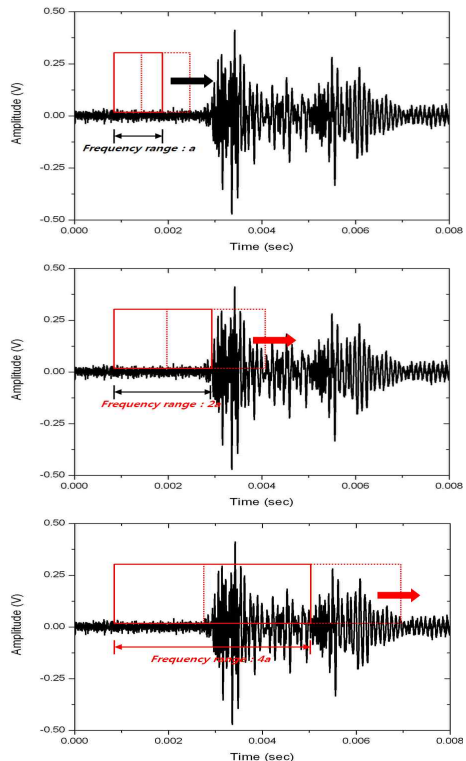 0.50
0.25
0.00
-0.25
-0.50
Amplitude (V)
Frequency range : a
0.000 0.002 0.004 0.006 0.008
Time (sec)
0.50
0.25
0.00
-0.25
-0.50
Amplitude (V)
Frequency range : 2a
0.000 0.002 0.004 0.006 0.008
Time (sec)
0.50
0.25
0.00
-0.25
-0.50
Amplitude (V)
Frequency range : 4a
0.000 0.002 0.004 0.006 0.008
Time (sec)